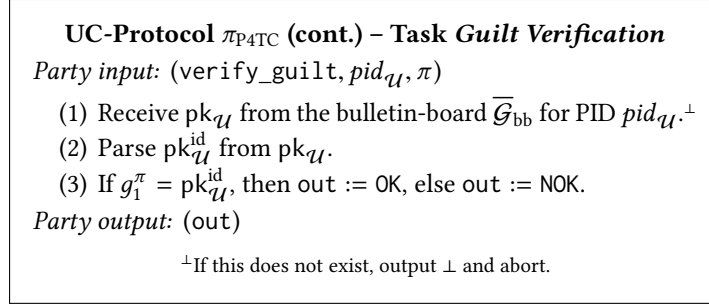 UC-Protocol π_P4TC (cont.) – Task Guilt Verification
Party input: (verify_guilt, pid_𝒰, π)
(1) Receive pk_𝒰 from the bulletin-board 𝒢̅_bb for PID pid_𝒰.^⊥
(2) Parse pk_𝒰^id from pk_𝒰.
(3) If g_1^π = pk_𝒰^id, then out := OK, else out := NOK.
Party output: (out)
^⊥If this does not exist, output ⊥ and abort.